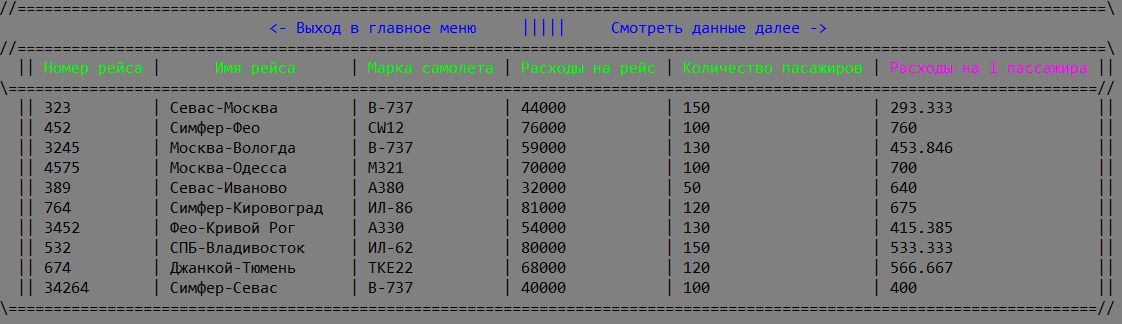 //=========================================================================================================================\
<- Выход в главное меню     |||||     Смотреть данные далее ->
//=========================================================================================================================\
|| Номер рейса |      Имя рейса      | Марка самолета | Расходы на рейс | Количество пасажиров | Расходы на 1 пассажира ||
\=========================================================================================================================//
|| 323         | Севас-Москва        | В-737          | 44000           | 150                  | 293.333                ||
|| 452         | Симфер-Фео          | CW12           | 76000           | 100                  | 760                    ||
|| 3245        | Москва-Вологда      | В-737          | 59000           | 130                  | 453.846                ||
|| 4575        | Москва-Одесса       | М321           | 70000           | 100                  | 700                    ||
|| 389         | Севас-Иваново       | А380           | 32000           | 50                   | 640                    ||
|| 764         | Симфер-Кировоград   | ИЛ-86          | 81000           | 120                  | 675                    ||
|| 3452        | Фео-Кривой Рог      | А330           | 54000           | 130                  | 415.385                ||
|| 532         | СПБ-Владивосток     | ИЛ-62          | 80000           | 150                  | 533.333                ||
|| 674         | Джанкой-Тюмень      | ТКЕ22          | 68000           | 120                  | 566.667                ||
|| 34264       | Симфер-Севас        | В-737          | 40000           | 100                  | 400                    ||
\=========================================================================================================================//